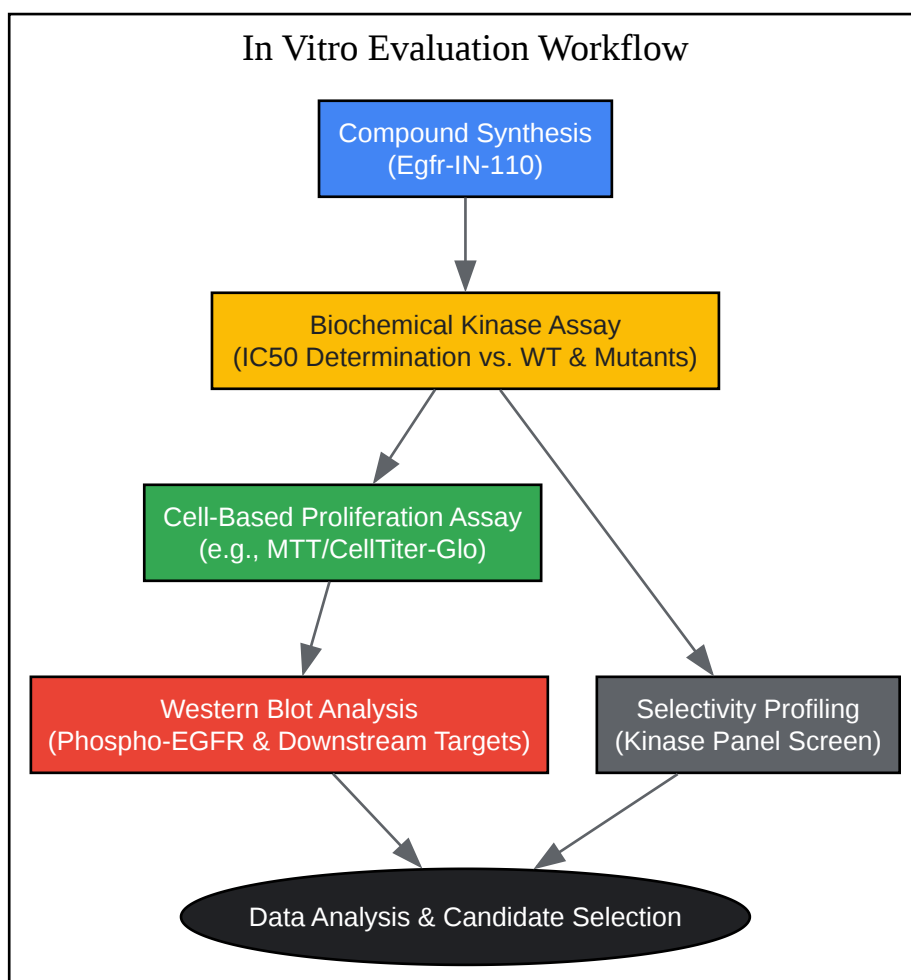 In Vitro Evaluation Workflow
Compound Synthesis
(Egfr-IN-110)
Biochemical Kinase Assay
(IC50 Determination vs. WT & Mutants)
Cell-Based Proliferation Assay
(e.g., MTT/CellTiter-Glo)
Western Blot Analysis
(Phospho-EGFR & Downstream Targets)
Selectivity Profiling
(Kinase Panel Screen)
Data Analysis & Candidate Selection